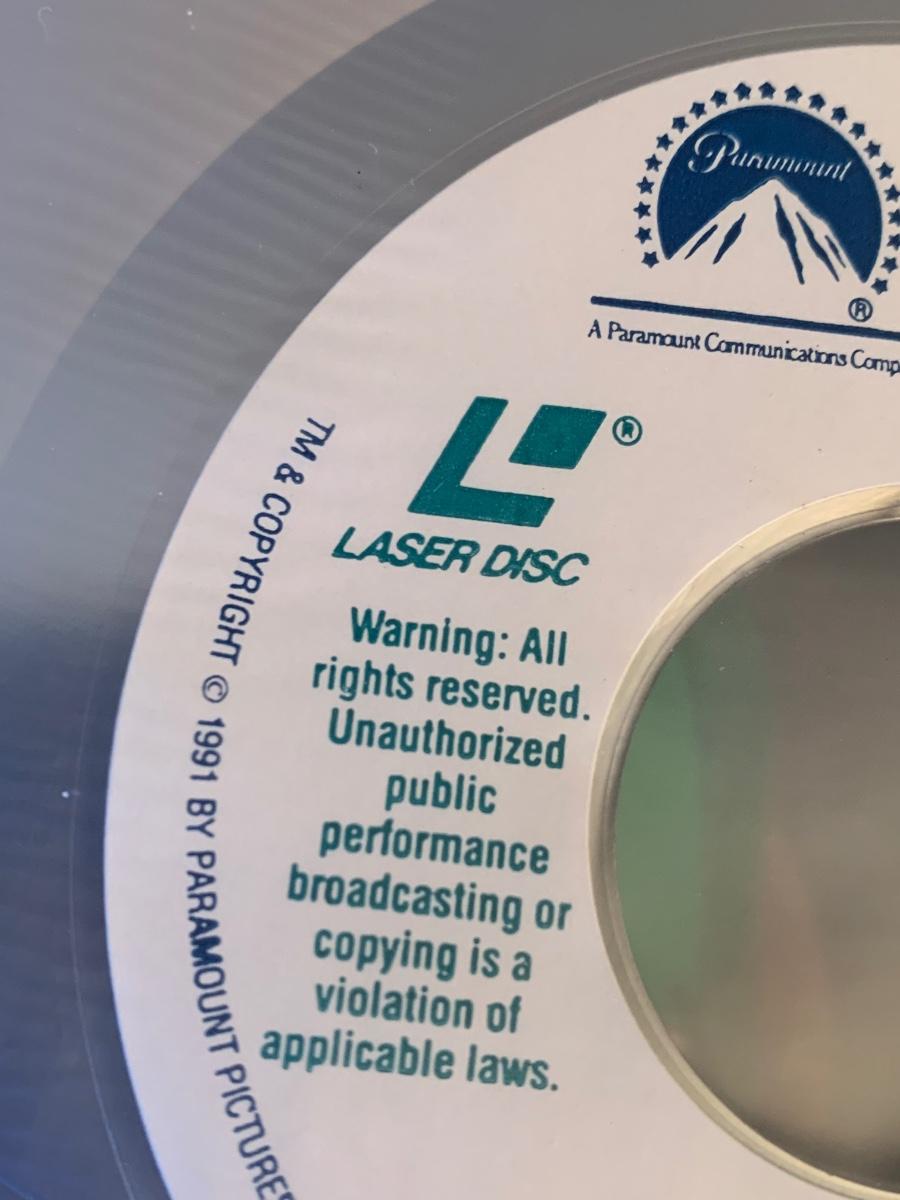 Paramount
®
A Paramount Communications
®
LASER DISC
Warning: All
rights reserved.
Unauthorized
public
performance
broadcasting or
copying is a
violation of
applicable laws.
TM & COPYRIGHT © 1991 BY PARAMOUNT PICTURES